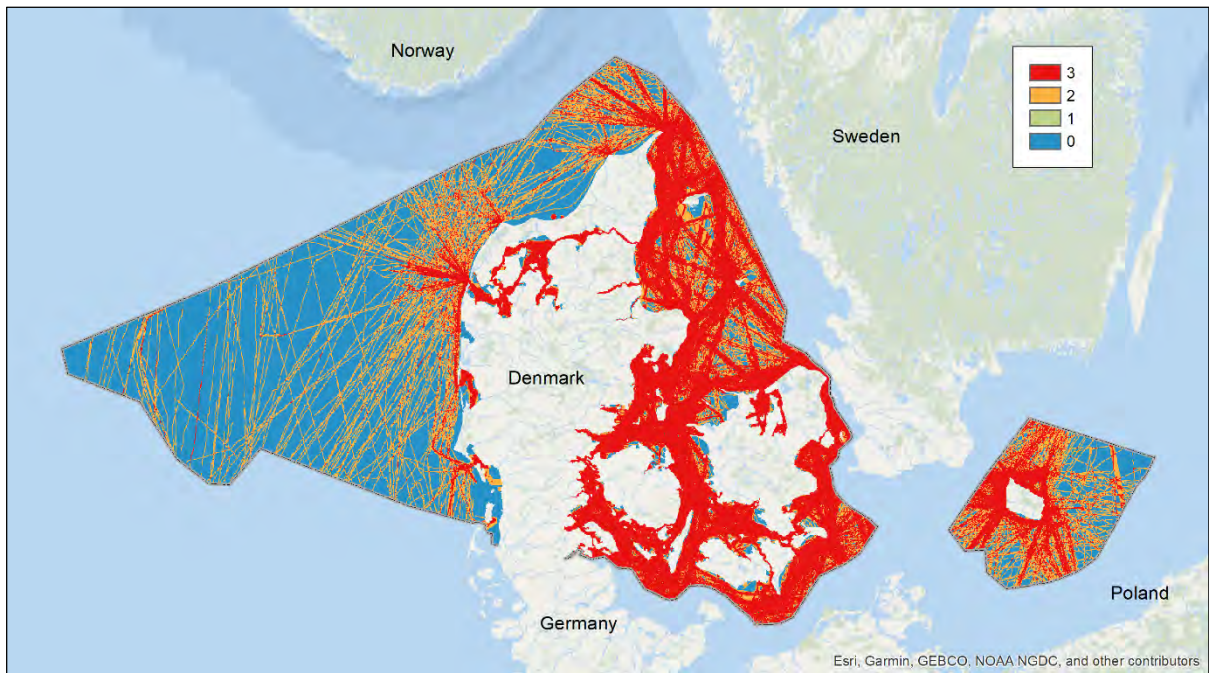 Norway
3
2
1
0
Sweden
Denmark
Germany
Poland
Esri, Garmin, GEBCO, NOAA NGDC, and other contributors